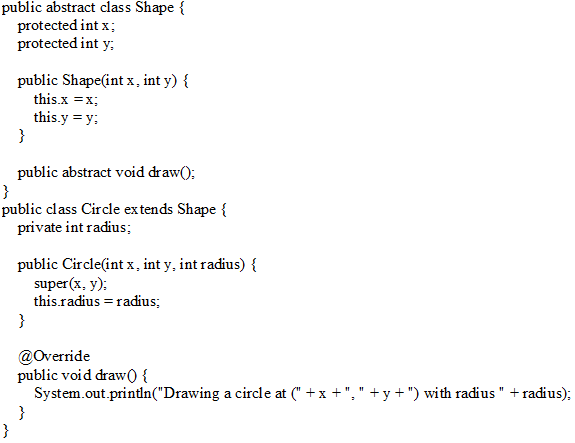 public abstract class Shape {
protected int x;
protected int y;
public Shape(int x, int y) {
this.x = x;
this.y = y;
}
public abstract void draw();
}
public class Circle extends Shape {
private int radius;
public Circle(int x, int y, int radius) {
super(x, y);
this.radius = radius;
}
@Override
public void draw() {
System.out.println("Drawing a circle at (" + x + ", " + y + ") with radius " + radius);
}
}